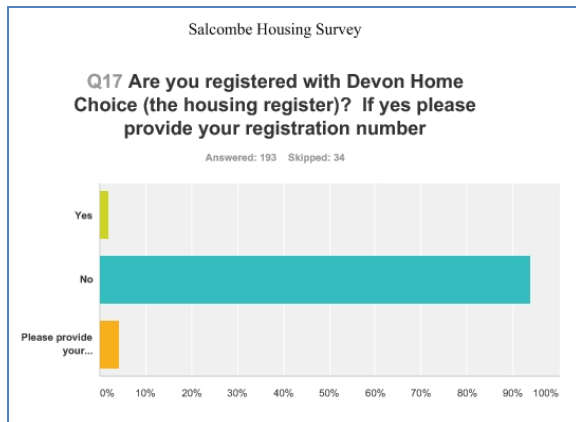 Salcombe Housing Survey
Q17 Are you registered with Devon Home
Choice (the housing register)? If yes please
provide your registration number
Answered: 193 Skipped: 34
Yes
No
Please provide
your...
0% 10% 20% 30% 40% 50% 60% 70% 80% 90% 100%